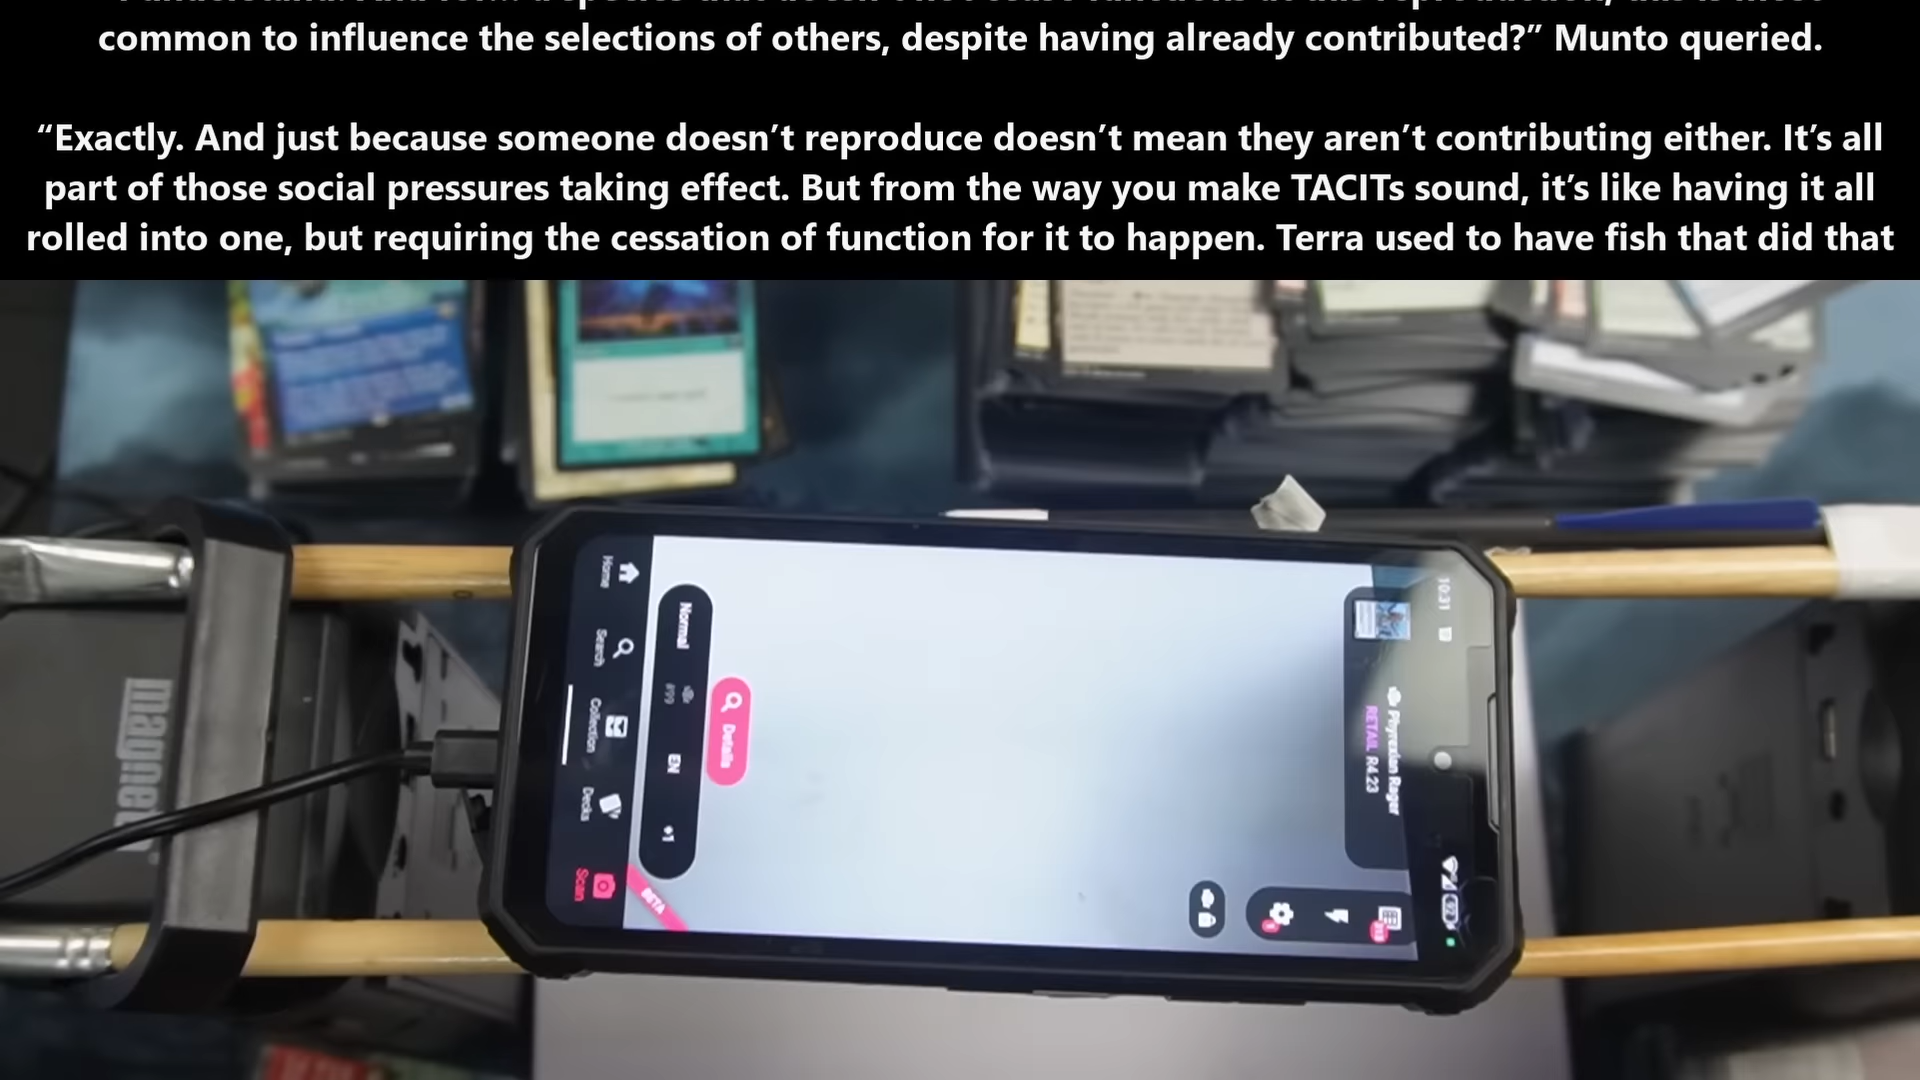 common to influence the selections of others, despite having already contributed?” Munto queried.
“Exactly. And just because someone doesn’t reproduce doesn’t mean they aren’t contributing either. It’s all
part of those social pressures taking effect. But from the way you make TACITs sound, it’s like having it all
rolled into one, but requiring the cessation of function for it to happen. Terra used to have fish that did that
10:31
Phyrexian Rager
RETAIL R4.23
Details
Normal
#99
EN
+1
BETA
Home
Search
Collection
Decks
Scan
magneto